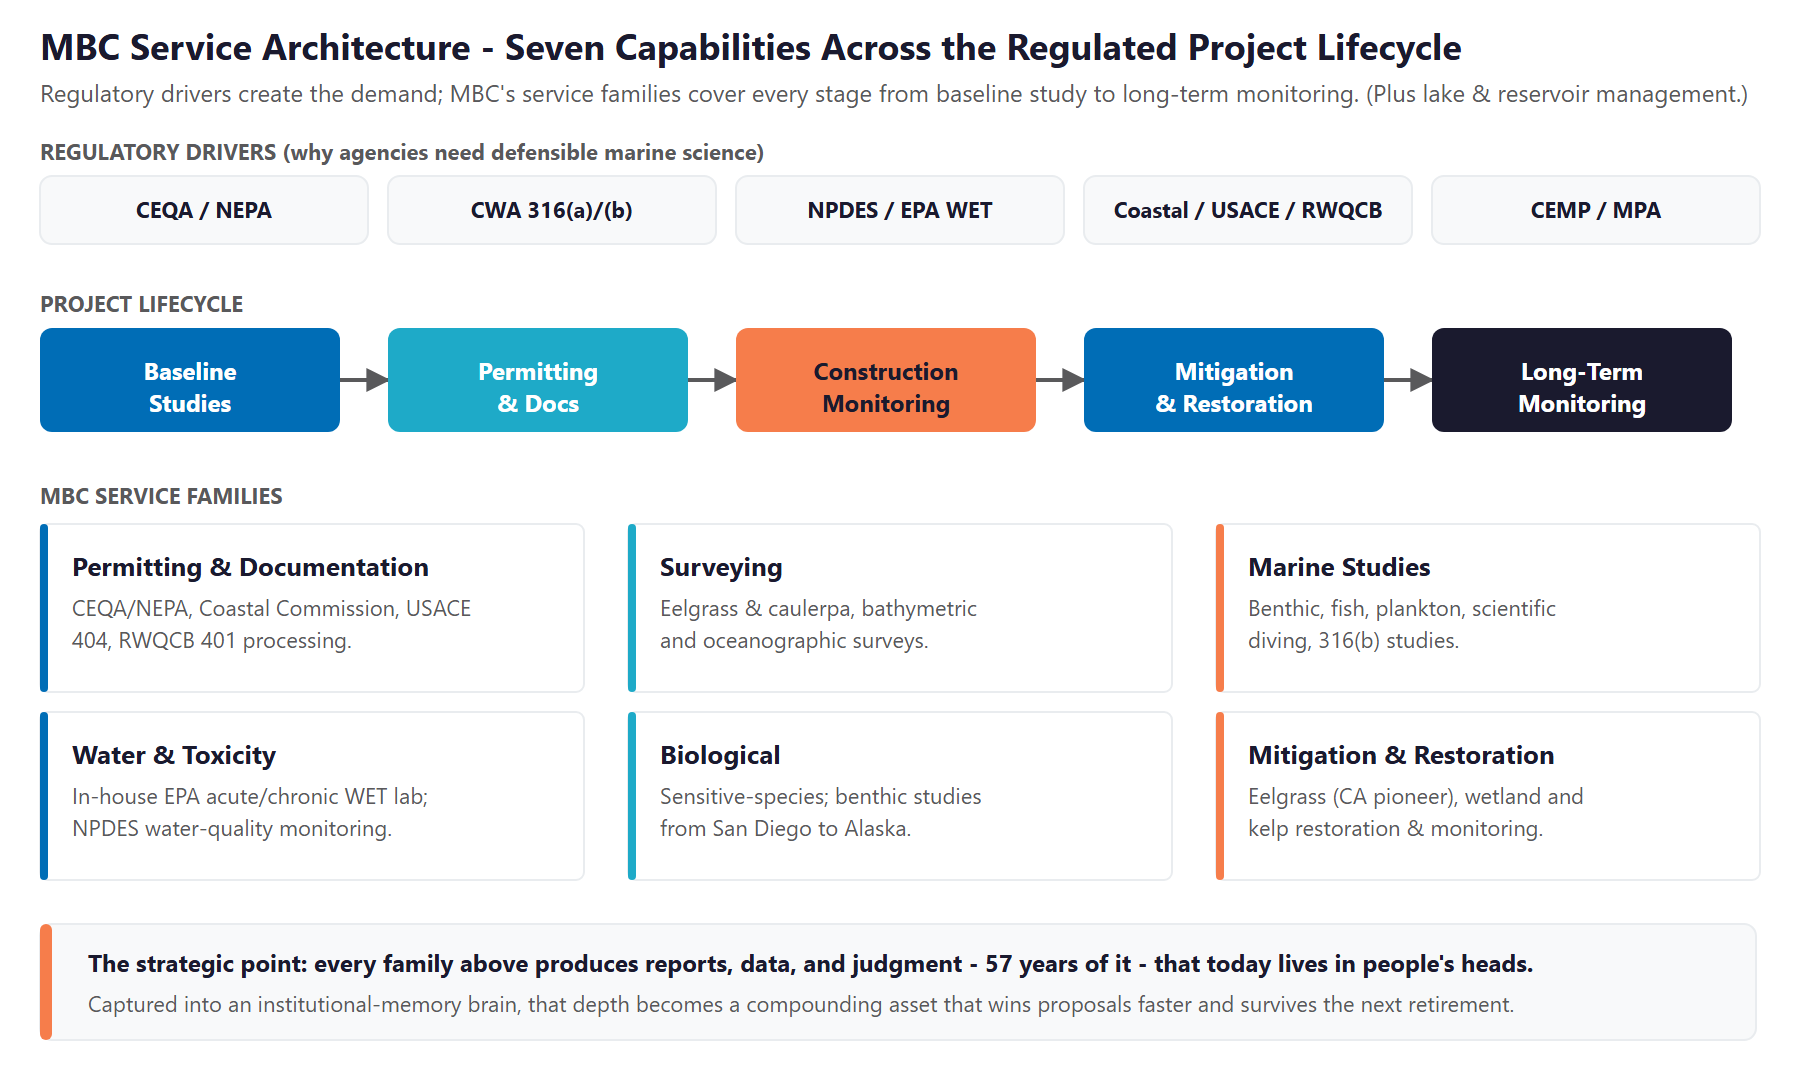 MBC Service Architecture - Seven Capabilities Across the Regulated Project Lifecycle
Regulatory drivers create the demand; MBC's service families cover every stage from baseline study to long-term monitoring. (Plus lake & reservoir management.)
REGULATORY DRIVERS (why agencies need defensible marine science)
CEQA / NEPA
CWA 316(a)/(b)
NPDES / EPA WET
Coastal / USACE / RWQCB
CEMP / MPA
PROJECT LIFECYCLE
Baseline
Studies
Permitting
& Docs
Construction
Monitoring
Mitigation
& Restoration
Long-Term
Monitoring
MBC SERVICE FAMILIES
Permitting & Documentation
CEQA/NEPA, Coastal Commission, USACE
404, RWQCB 401 processing.
Surveying
Eelgrass & caulerpa, bathymetric
and oceanographic surveys.
Marine Studies
Benthic, fish, plankton, scientific
diving, 316(b) studies.
Water & Toxicity
In-house EPA acute/chronic WET lab;
NPDES water-quality monitoring.
Biological
Sensitive-species; benthic studies
from San Diego to Alaska.
Mitigation & Restoration
Eelgrass (CA pioneer), wetland and
kelp restoration & monitoring.
The strategic point: every family above produces reports, data, and judgment - 57 years of it - that today lives in people's heads.
Captured into an institutional-memory brain, that depth becomes a compounding asset that wins proposals faster and survives the next retirement.